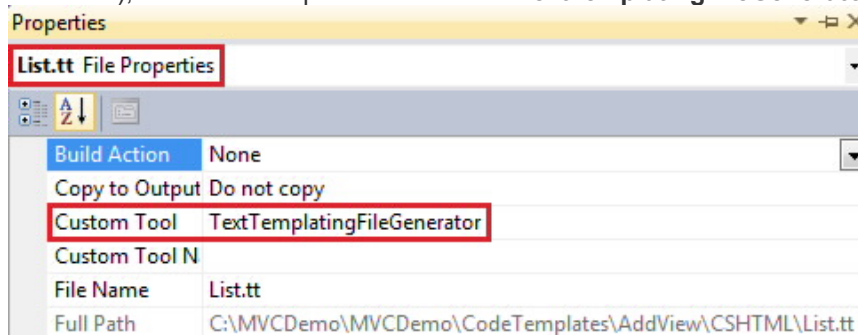 Properties
List.tt File Properties
Build Action None
Copy to Output Do not copy
Custom Tool TextTemplatingFileGenerator
Custom Tool N
File Name List.tt
Full Path C:\MVCDemo\MVCDemo\CodeTemplates\AddView\CSHTML\List.tt